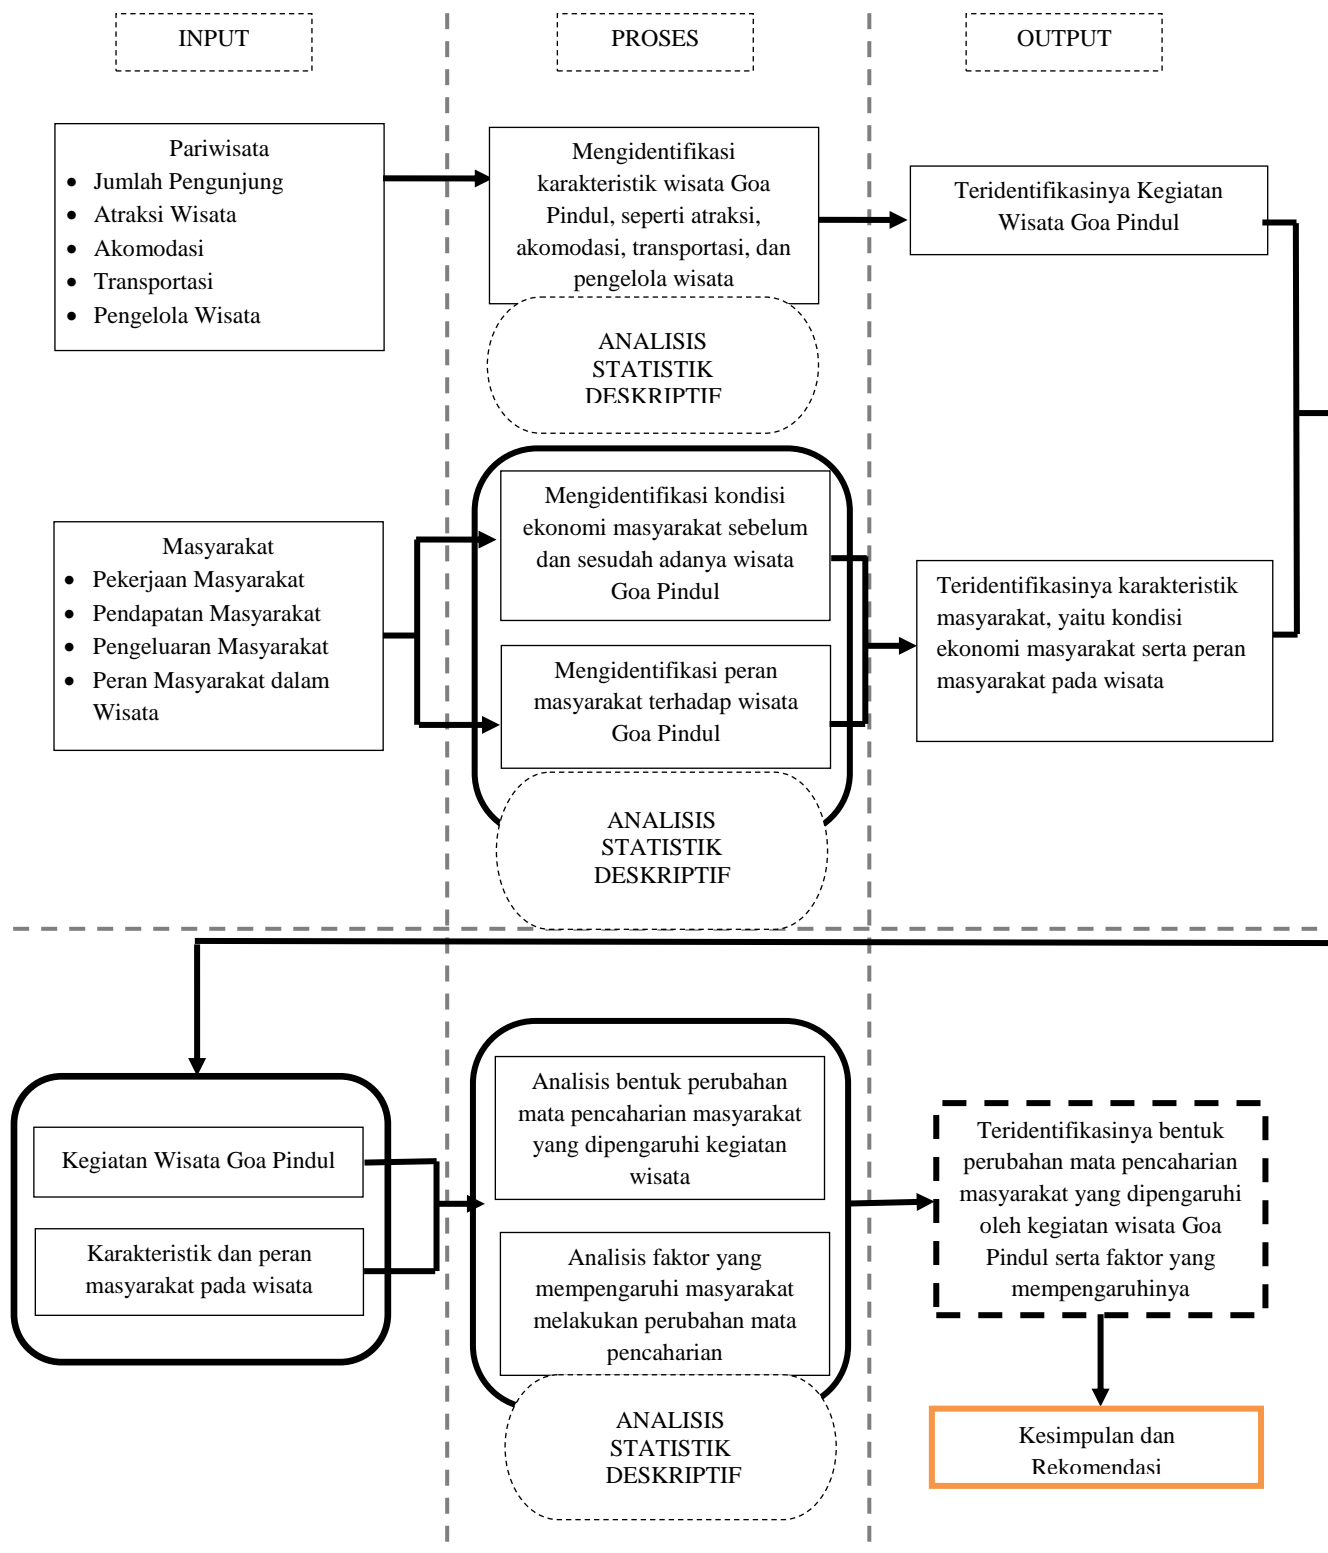 INPUT
PROSES
OUTPUT
Pariwisata
• Jumlah Pengunjung
• Atraksi Wisata
• Akomodasi
• Transportasi
• Pengelola Wisata
Mengidentifikasi
karakteristik wisata Goa
Pindul, seperti atraksi,
akomodasi, transportasi, dan
pengelola wisata
ANALISIS
STATISTIK
DESKRIPTIF
Teridentifikasinya Kegiatan
Wisata Goa Pindul
Masyarakat
• Pekerjaan Masyarakat
• Pendapatan Masyarakat
• Pengeluaran Masyarakat
• Peran Masyarakat dalam
Wisata
Mengidentifikasi kondisi
ekonomi masyarakat sebelum
dan sesudah adanya wisata
Goa Pindul
Mengidentifikasi peran
masyarakat terhadap wisata
Goa Pindul
ANALISIS
STATISTIK
DESKRIPTIF
Teridentifikasinya karakteristik
masyarakat, yaitu kondisi
ekonomi masyarakat serta peran
masyarakat pada wisata
Kegiatan Wisata Goa Pindul
Karakteristik dan peran
masyarakat pada wisata
Analisis bentuk perubahan
mata pencaharian masyarakat
yang dipengaruhi kegiatan
wisata
Analisis faktor yang
mempengaruhi masyarakat
melakukan perubahan mata
pencaharian
ANALISIS
STATISTIK
DESKRIPTIF
Teridentifikasinya bentuk
perubahan mata pencaharian
masyarakat yang dipengaruhi
oleh kegiatan wisata Goa
Pindul serta faktor yang
mempengaruhinya
Kesimpulan dan
Rekomendasi